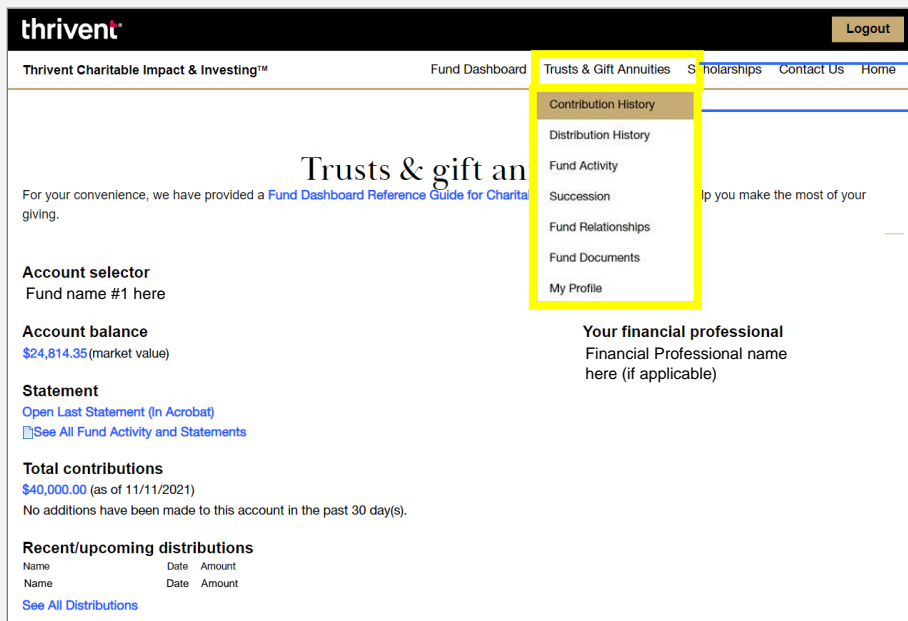 thrivent
Logout
Thrivent Charitable Impact & Investing™
Fund Dashboard Trusts & Gift Annuities S holarships Contact Us Home
Contribution History
Distribution History
Fund Activity
Succession
Fund Relationships
Fund Documents
My Profile
Trusts & gift an
For your convenience, we have provided a Fund Dashboard Reference Guide for Charita lp you make the most of your
giving.
Account selector
Fund name #1 here
Account balance
$24,814.35 (market value)
Your financial professional
Financial Professional name
here (if applicable)
Statement
Open Last Statement (In Acrobat)
See All Fund Activity and Statements
Total contributions
$40,000.00 (as of 11/11/2021)
No additions have been made to this account in the past 30 day(s).
Recent/upcoming distributions
Name Date Amount
Name Date Amount
See All Distributions